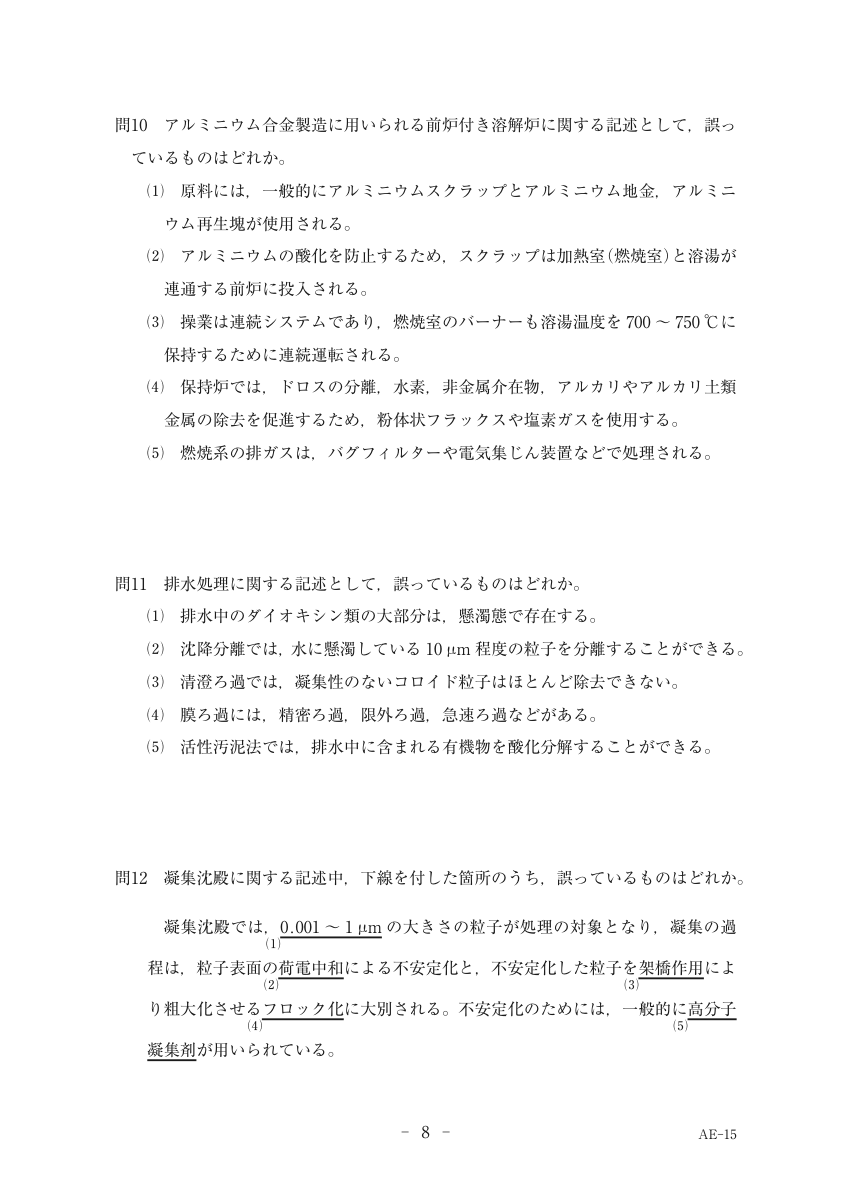 問10　アルミニウム合金製造に用いられる前炉付き溶解炉に関する記述として，誤っ
ているものはどれか。
⑴　原料には，一般的にアルミニウムスクラップとアルミニウム地金，アルミニ
ウム再生塊が使用される。
⑵　アルミニウムの酸化を防止するため，スクラップは加熱室(燃焼室)と溶湯が
連通する前炉に投入される。
⑶　操業は連続システムであり，燃焼室のバーナーも溶湯温度を 700 ～ 750 ℃に
保持するために連続運転される。
⑷　保持炉では，ドロスの分離，水素，非金属介在物，アルカリやアルカリ土類
金属の除去を促進するため，粉体状フラックスや塩素ガスを使用する。
⑸　燃焼系の排ガスは，バグフィルターや電気集じん装置などで処理される。
問11　排水処理に関する記述として，誤っているものはどれか。
⑴　排水中のダイオキシン類の大部分は，懸濁態で存在する。
⑵　沈降分離では，水に懸濁している 10 μm 程度の粒子を分離することができる。
⑶　清澄ろ過では，凝集性のないコロイド粒子はほとんど除去できない。
⑷　膜ろ過には，精密ろ過，限外ろ過，急速ろ過などがある。
⑸　活性汚泥法では，排水中に含まれる有機物を酸化分解することができる。
問12　凝集沈殿に関する記述中，下線を付した箇所のうち，誤っているものはどれか。
凝集沈殿では，0.001 ～ 1 μm の大きさの粒子が処理の対象となり，凝集の過
⑴
程は，粒子表面の荷電中和による不安定化と，不安定化した粒子を架橋作用によ
⑵ ⑶
り粗大化させるフロック化に大別される。不安定化のためには，一般的に高分子
⑷ ⑸
凝集剤が用いられている。
- 8 -
AE-15